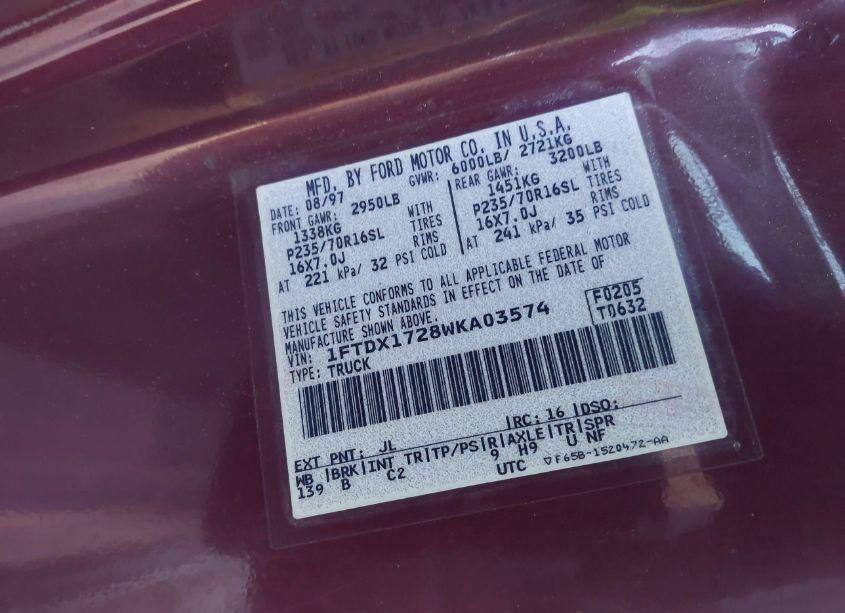 MFD. BY FORD MOTOR CO. IN U.S.A.
DATE: 08/97 GVWR: 6000LB/ 2721KG
FRONT GAWR: 2950LB REAR GAWR: 3200LB
1338KG WITH 1451KG WITH
P235/70R16SL TIRES P235/70R16SL TIRES
16X7.0J RIMS 16X7.0J RIMS
AT 221 kPa/ 32 PSI COLD AT 241 kPa/ 35 PSI COLD
THIS VEHICLE CONFORMS TO ALL APPLICABLE FEDERAL MOTOR
VEHICLE SAFETY STANDARDS IN EFFECT ON THE DATE OF
MANUFACTURE SHOWN ABOVE.
VIN: 1FTDX1728WKA03574 F0205
TYPE: TRUCK T0632
EXT PNT: JL RC: 16 DSO:
WB BRK INT TR TP/PS R AXLE TR SPR
139 B C2 9 H9 U NF
UTC ▽F65B-1520472-AA